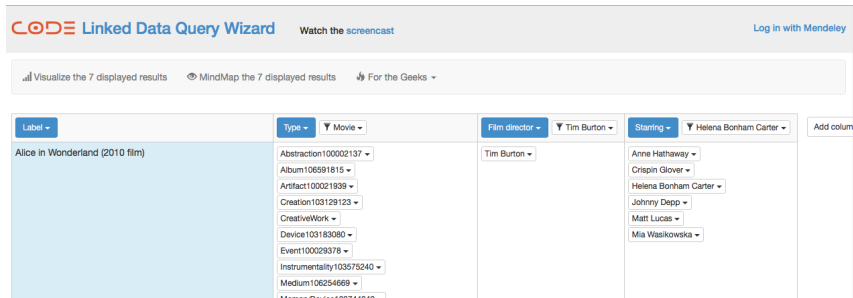 CODE Linked Data Query Wizard Watch the screencast Log in with Mendeley
Visualize the 7 displayed results MindMap the 7 displayed results For the Geeks
Label Type Movie Film director Tim Burton Starring Helena Bonham Carter Add colum
Alice in Wonderland (2010 film) Abstraction100002137 Tim Burton Anne Hathaway
Album106591815 Crispin Glover
Artifact100021939 Helena Bonham Carter
Creation103129123 Johnny Depp
CreativeWork Matt Lucas
Device103183080 Mia Wasikowska
Event100029378
Instrumentality103575240
Medium106254669